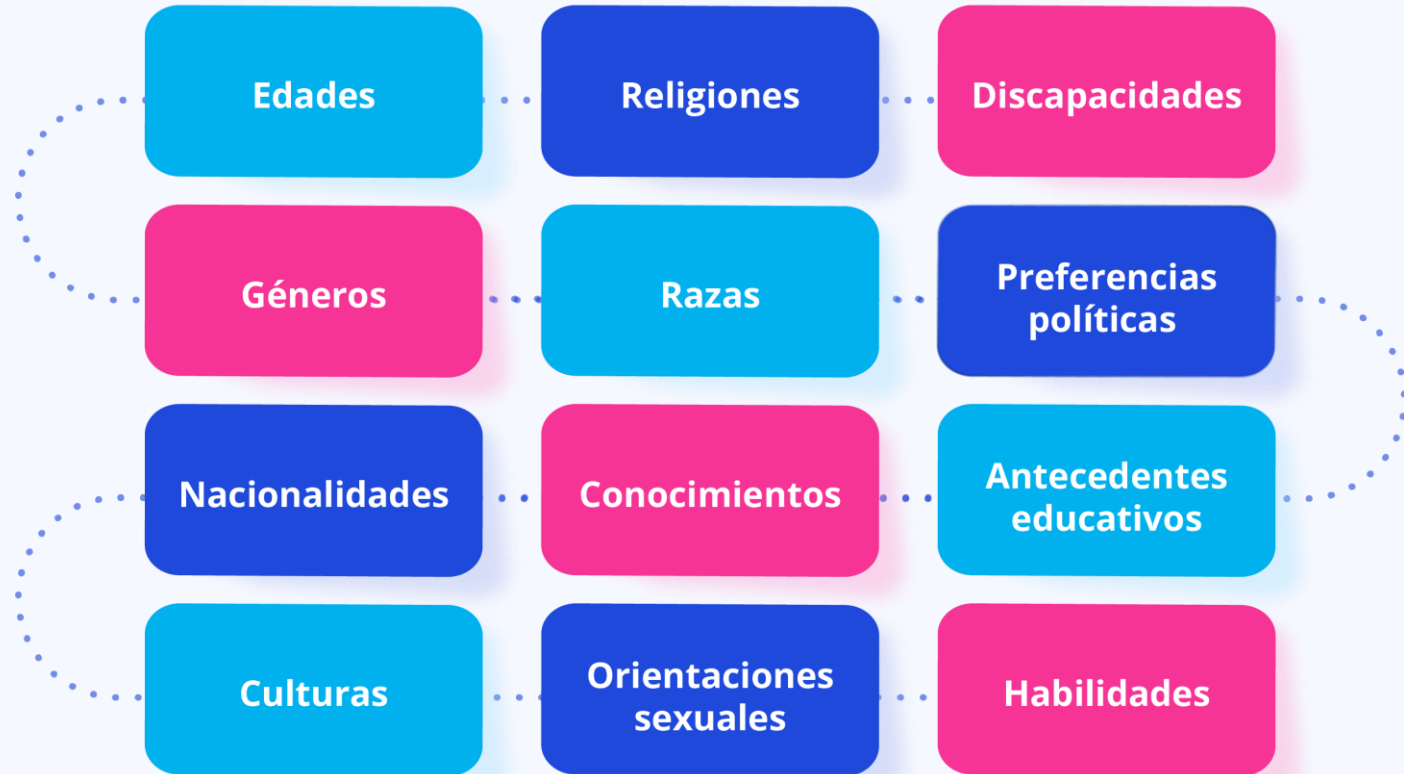 Edades
Religiones
Discapacidades
Géneros
Razas
Preferencias
políticas
Nacionalidades
Conocimientos
Antecedentes
educativos
Culturas
Orientaciones
sexuales
Habilidades